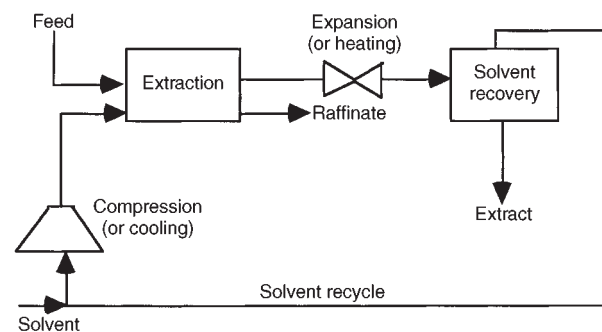 Feed
Expansion
(or heating)
Extraction
Solvent
recovery
Raffinate
Compression
(or cooling)
Extract
Solvent recycle
Solvent